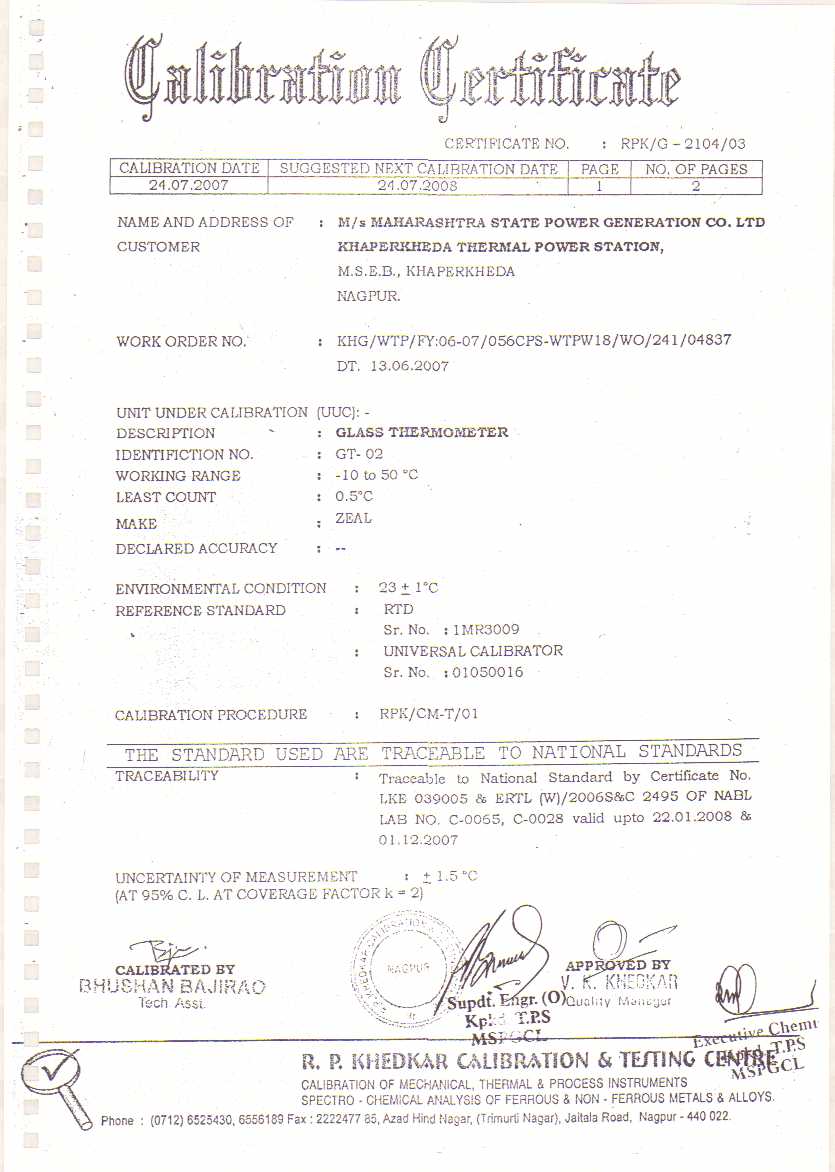 Calibration Certificate
CERTIFICATE NO. : RPK/G – 2104/03
CALIBRATION DATE SUGGESTED NEXT CALIBRATION DATE PAGE NO. OF PAGES
24.07.2007 24.07.2008 1 2
NAME AND ADDRESS OF : M/s MAHARASHTRA STATE POWER GENERATION CO. LTD
CUSTOMER KHAPERKHEDA THERMAL POWER STATION,
M.S.E.B., KHAPERKHEDA
NAGPUR.
WORK ORDER NO. : KHG/WTP/FY:06-07/056CPS-WTPW18/WO/241/04837
DT. 13.06.2007
UNIT UNDER CALIBRATION (UUC): -
DESCRIPTION : GLASS THERMOMETER
IDENTIFICTION NO. : GT- 02
WORKING RANGE : -10 to 50 °C
LEAST COUNT : 0.5°C
MAKE : ZEAL
DECLARED ACCURACY : --
ENVIRONMENTAL CONDITION : 23 ± 1°C
REFERENCE STANDARD : RTD
Sr. No. : 1MR3009
: UNIVERSAL CALIBRATOR
Sr. No. : 01050016
CALIBRATION PROCEDURE : RPK/CM-T/01
THE STANDARD USED ARE TRACEABLE TO NATIONAL STANDARDS
TRACEABILITY : Traceable to National Standard by Certificate No.
LKE 039005 & ERTL (W)/2006S&C 2495 OF NABL
LAB NO. C-0065, C-0028 valid upto 22.01.2008 &
01.12.2007
UNCERTAINTY OF MEASUREMENT : ± 1.5 °C
(AT 95% C. L. AT COVERAGE FACTOR k = 2)
NAGPUR
CALIBRATED BY
BHUSHAN BAJIRAO
Tech Asst.
Supdt. Engr. (O)
T.P.S
MSPGCL
APPROVED BY
V. K. KHEDKAR
Quality Manager
Executive Chemi
T.P.S
MSPGCL
R. P. KHEDKAR CALIBRATION & TESTING CENTRE
CALIBRATION OF MECHANICAL, THERMAL & PROCESS INSTRUMENTS
SPECTRO - CHEMICAL ANALYSIS OF FERROUS & NON - FERROUS METALS & ALLOYS.
Phone : (0712) 6525430, 6556189 Fax : 2222477 85, Azad Hind Nagar, (Trimurti Nagar), Jaitala Road, Nagpur - 440 022.